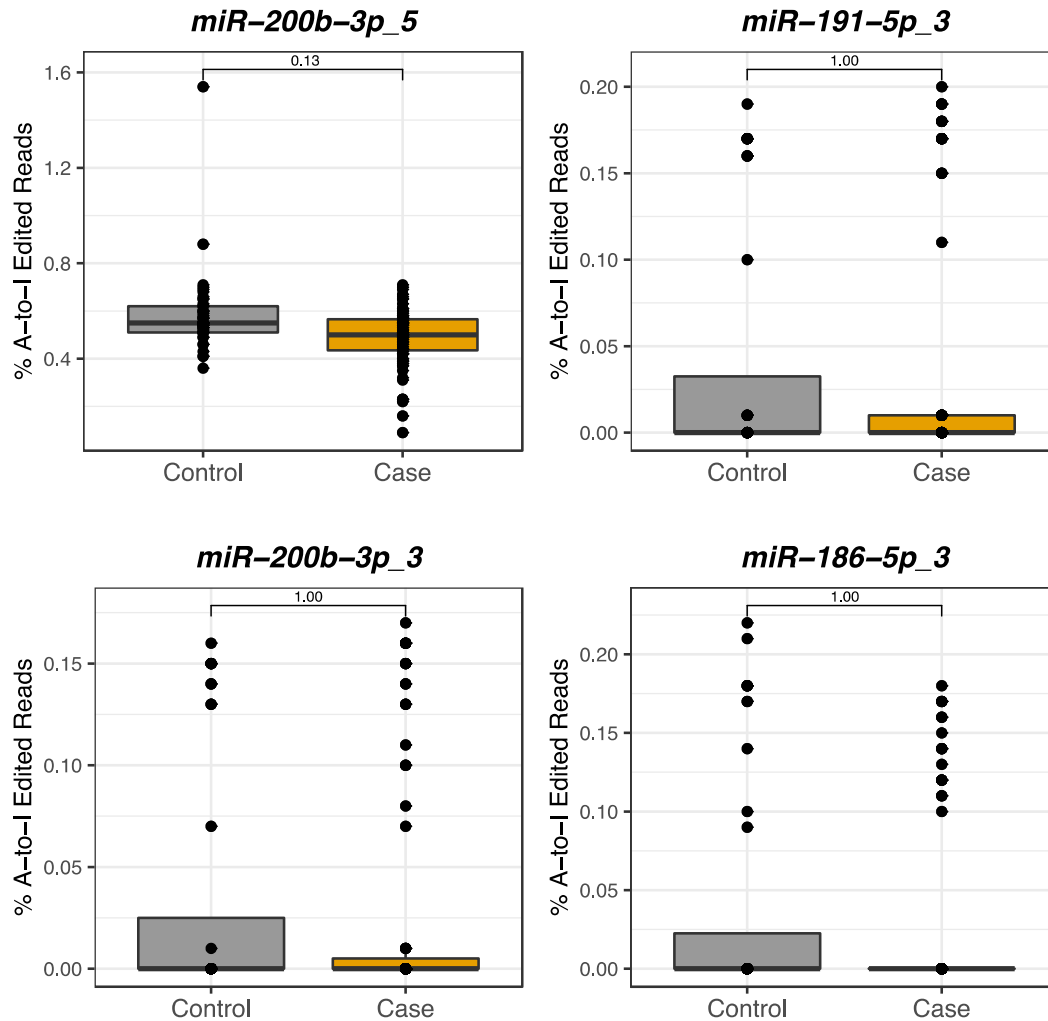 miR−200b−3p_5
0.13
1.6
1.2
0.8
0.4
% A−to−I Edited Reads
Control
Case
miR−191−5p_3
1.00
0.20
0.15
0.10
0.05
0.00
% A−to−I Edited Reads
Control
Case
miR−200b−3p_3
1.00
0.15
0.10
0.05
0.00
% A−to−I Edited Reads
Control
Case
miR−186−5p_3
1.00
0.20
0.15
0.10
0.05
0.00
% A−to−I Edited Reads
Control
Case